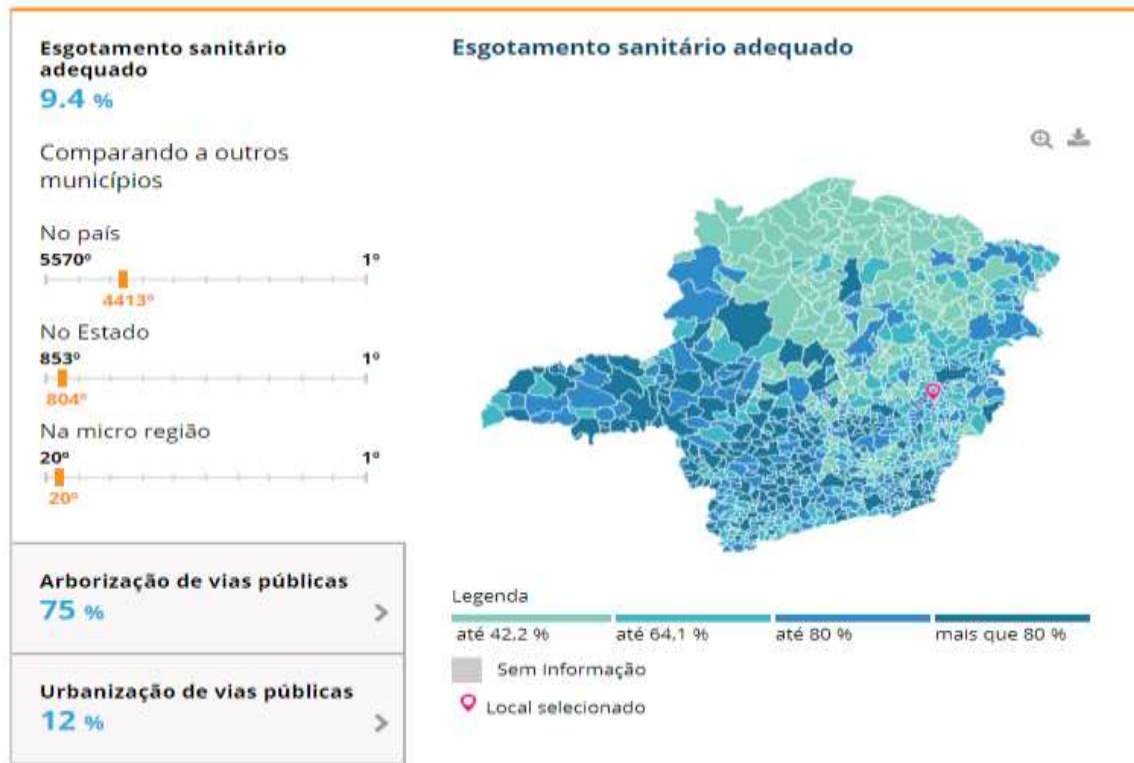 Esgotamento sanitário
adequado
9.4 %
Comparando a outros
municípios
No país
5570º 1º
4413º
No Estado
853º 1º
804º
Na micro região
20º 1º
20º
Arborização de vias públicas
75 %
Urbanização de vias públicas
12 %
Esgotamento sanitário adequado
Legenda
até 42,2 % até 64,1 % até 80 % mais que 80 %
Sem Informação
Local selecionado